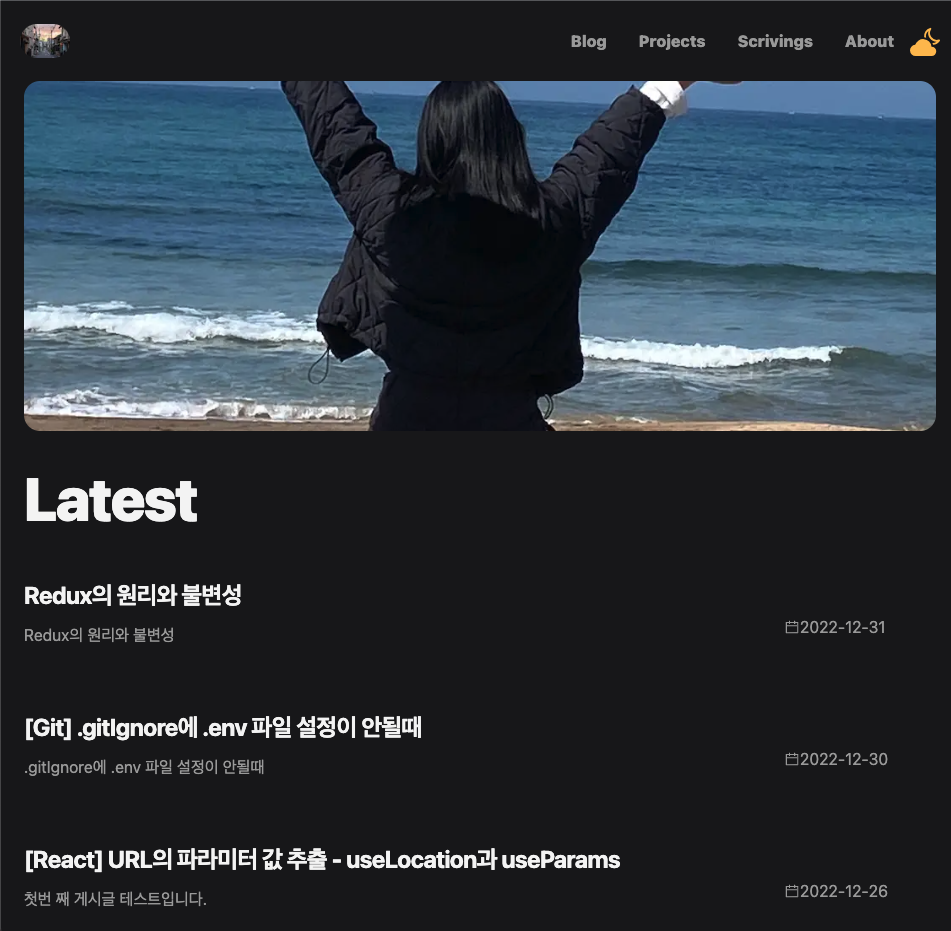 Blog Projects Scrivings About
Latest
Redux의 원리와 불변성
Redux의 원리와 불변성
2022-12-31
[Git] .gitIgnore에 .env 파일 설정이 안될때
.gitIgnore에 .env 파일 설정이 안될때
2022-12-30
[React] URL의 파라미터 값 추출 - useLocation과 useParams
첫번 째 게시글 테스트입니다.
2022-12-26